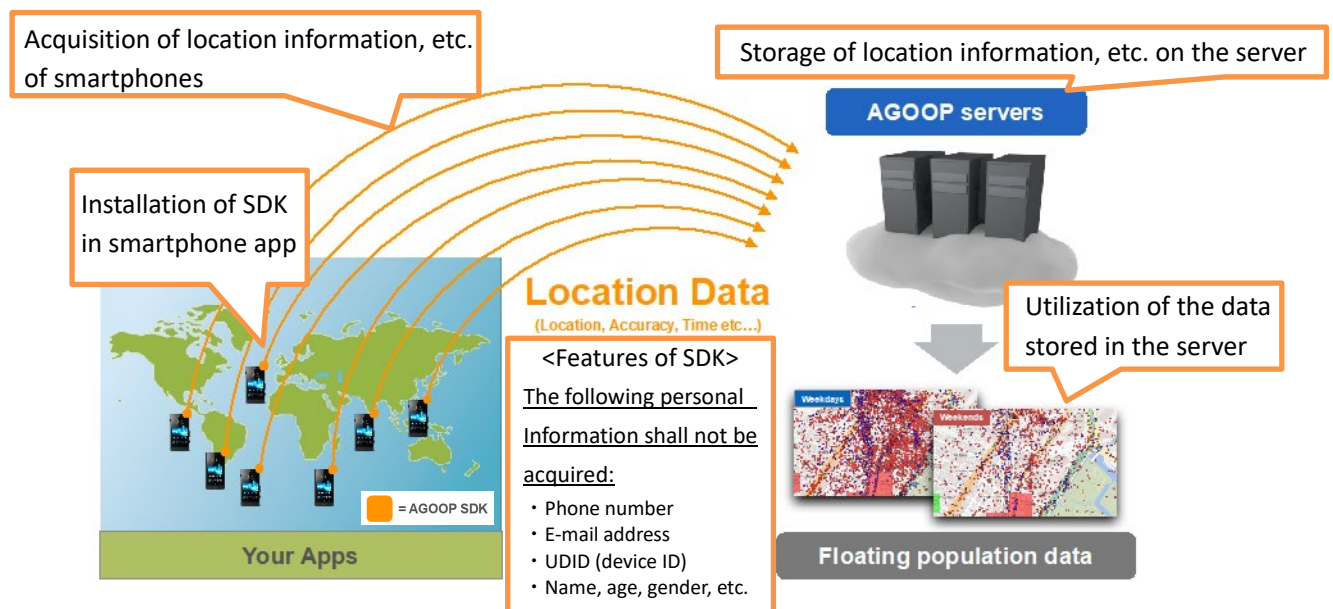 Acquisition of location information, etc.
of smartphones
Storage of location information, etc. on the server
AGOOP servers
Installation of SDK
in smartphone app
Location Data
(Location, Accuracy, Time etc...)
Utilization of the data
stored in the server
<Features of SDK>
The following personal
Information shall not be
acquired:
・Phone number
・E-mail address
・UDID (device ID)
・Name, age, gender, etc.
Weekdays
Weekends
= AGOOP SDK
Your Apps
Floating population data